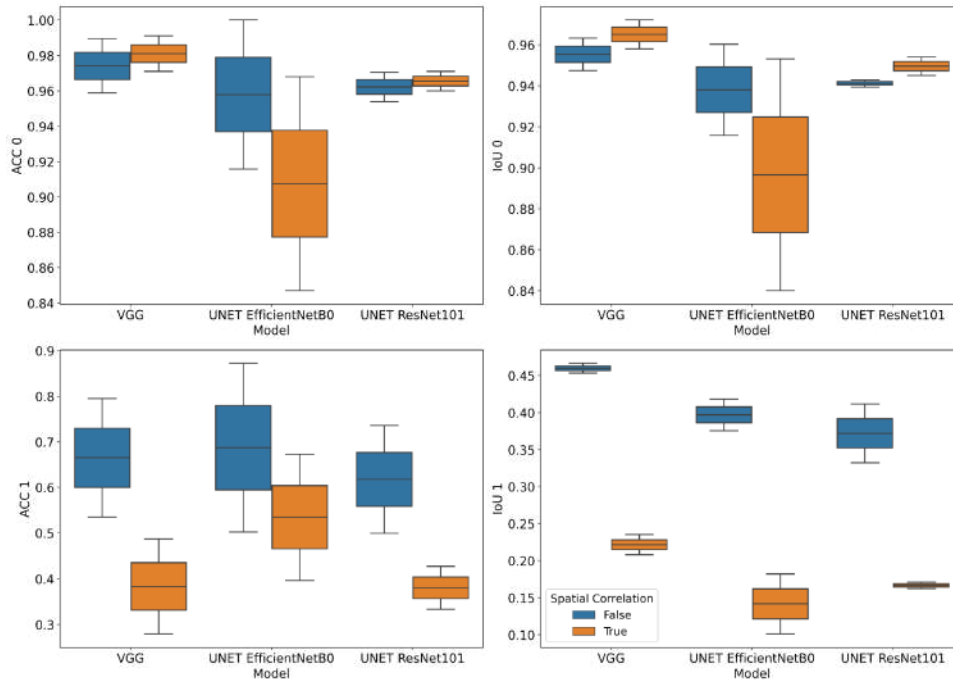 1.00
0.98
0.96
0.94
0.92
0.90
0.88
0.86
0.84
ACC 0
VGG
UNET EfficientNetB0
UNET ResNet101
Model
0.96
0.94
0.92
0.90
0.88
0.86
0.84
IoU 0
VGG
UNET EfficientNetB0
UNET ResNet101
Model
0.9
0.8
0.7
0.6
0.5
0.4
0.3
ACC 1
VGG
UNET EfficientNetB0
UNET ResNet101
Model
0.45
0.40
0.35
0.30
0.25
0.20
0.15
0.10
IoU 1
Spatial Correlation
False
True
VGG
UNET EfficientNetB0
UNET ResNet101
Model